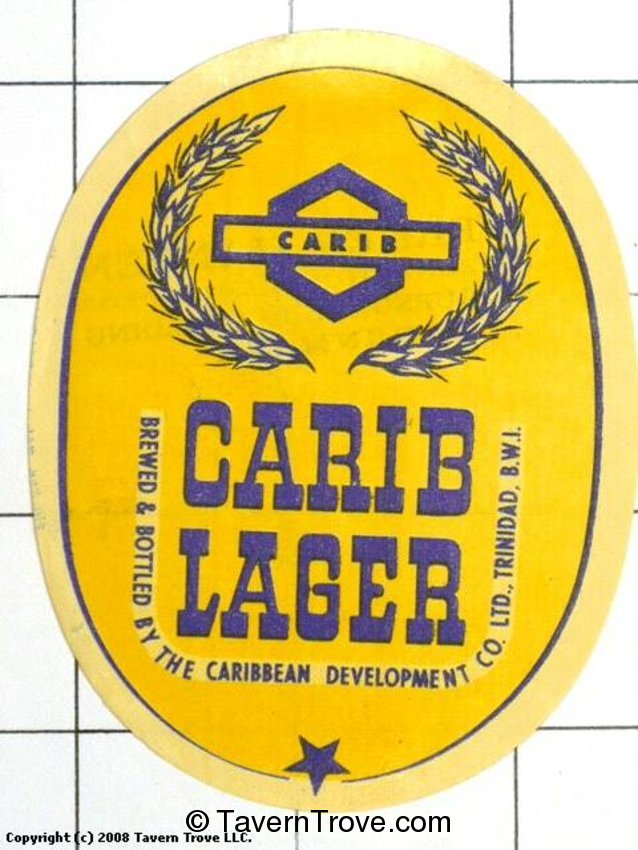 CARIB
CARIB
LAGER
BREWED & BOTTLED BY THE CARIBBEAN DEVELOPMENT CO. LTD., TRINIDAD, B.W.I.
© TavernTrove.com
Copyright (c) 2008 Tavern Trove LLC.